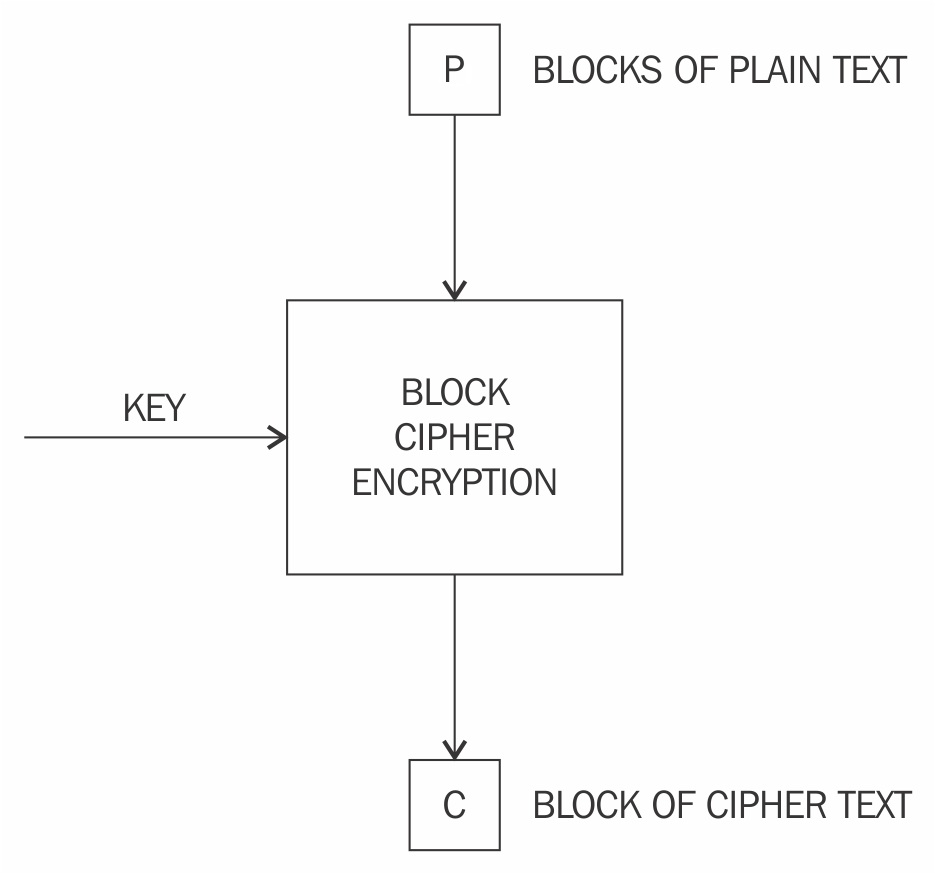 P
BLOCKS OF PLAIN TEXT
KEY
BLOCK
CIPHER
ENCRYPTION
C
BLOCK OF CIPHER TEXT